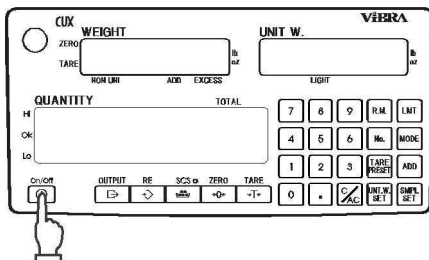 CUX
WEIGHT
UNIT W.
ViBRA
ZERO
TARE
lb
oz
lb
oz
NON UNI ADD EXCESS
LIGHT
QUANTITY TOTAL
Hi
Ok
Lo
7 8 9 R.M. LMT
4 5 6 No. MODE
1 2 3 TARE PRESET ADD
0 . C/AC UNT.W. SET SMPL SET
On/Off OUTPUT RE SCS ZERO TARE
→0← →T←